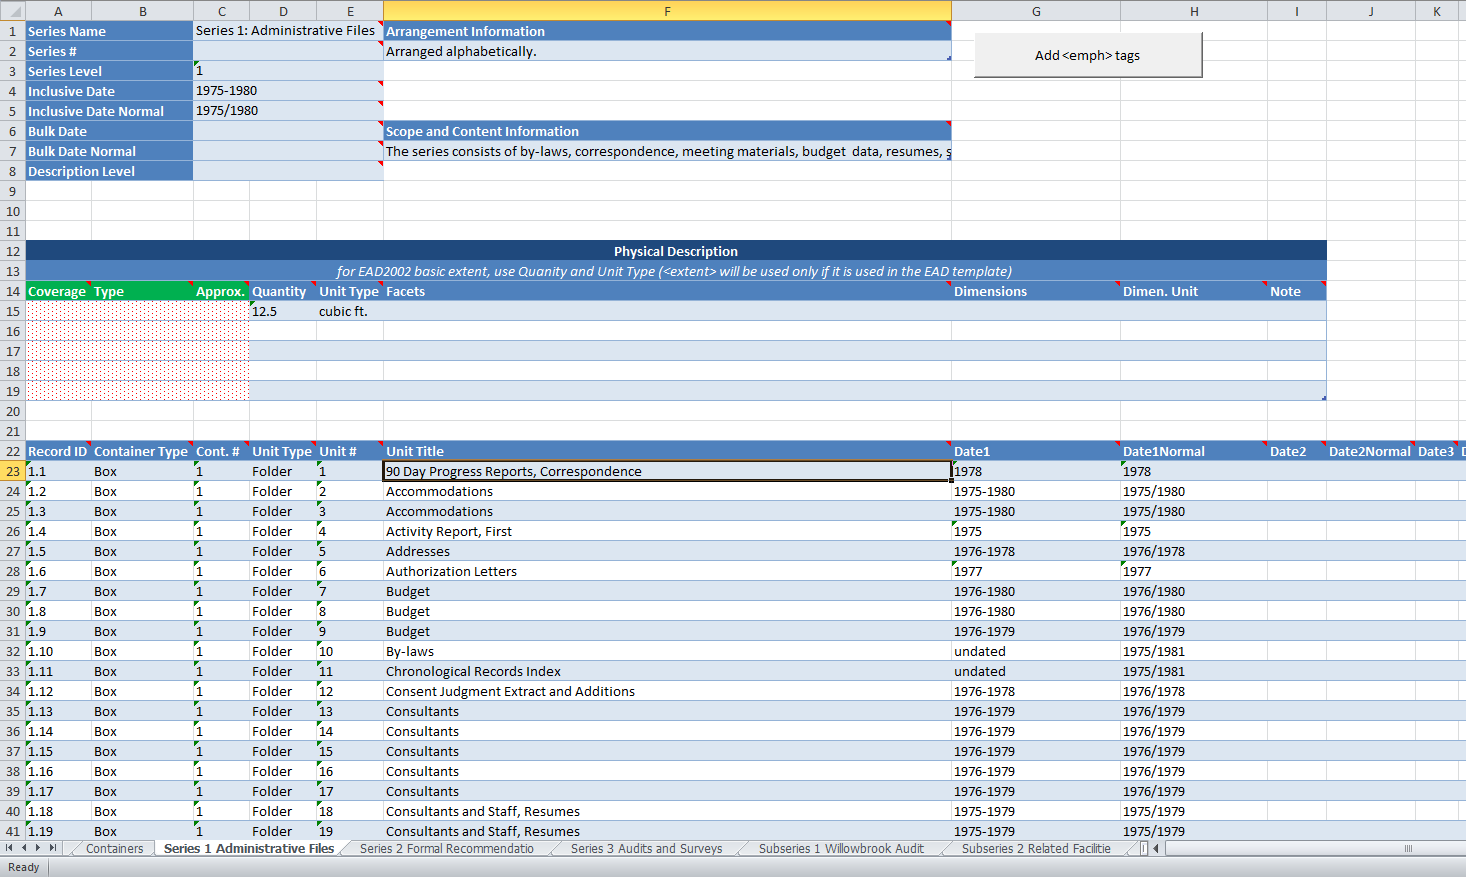 A B C D E F G H I J K
1 Series Name Series 1: Administrative Files Arrangement Information
2 Series # Arranged alphabetically.
Add <emph> tags
3 Series Level 1
4 Inclusive Date 1975-1980
5 Inclusive Date Normal 1975/1980
6 Bulk Date Scope and Content Information
7 Bulk Date Normal The series consists of by-laws, correspondence, meeting materials, budget  data, resumes, s
8 Description Level
9
10
11
12 Physical Description
13 for EAD2002 basic extent, use Quanity and Unit Type (<extent> will be used only if it is used in the EAD template)
14 Coverage Type Approx. Quantity Unit Type Facets Dimensions Dimen. Unit Note
15 12.5 cubic ft.
16
17
18
19
20
21
22 Record ID Container Type Cont. # Unit Type Unit # Unit Title Date1 Date1Normal Date2 Date2Normal Date3
23 1.1 Box 1 Folder 1 90 Day Progress Reports, Correspondence 1978 1978
24 1.2 Box 1 Folder 2 Accommodations 1975-1980 1975/1980
25 1.3 Box 1 Folder 3 Accommodations 1975-1980 1975/1980
26 1.4 Box 1 Folder 4 Activity Report, First 1975 1975
27 1.5 Box 1 Folder 5 Addresses 1976-1978 1976/1978
28 1.6 Box 1 Folder 6 Authorization Letters 1977 1977
29 1.7 Box 1 Folder 7 Budget 1976-1980 1976/1980
30 1.8 Box 1 Folder 8 Budget 1976-1980 1976/1980
31 1.9 Box 1 Folder 9 Budget 1976-1979 1976/1979
32 1.10 Box 1 Folder 10 By-laws undated 1975/1981
33 1.11 Box 1 Folder 11 Chronological Records Index undated 1975/1981
34 1.12 Box 1 Folder 12 Consent Judgment Extract and Additions 1976-1978 1976/1978
35 1.13 Box 1 Folder 13 Consultants 1976-1979 1976/1979
36 1.14 Box 1 Folder 14 Consultants 1976-1979 1976/1979
37 1.15 Box 1 Folder 15 Consultants 1976-1979 1976/1979
38 1.16 Box 1 Folder 16 Consultants 1976-1979 1976/1979
39 1.17 Box 1 Folder 17 Consultants 1976-1979 1976/1979
40 1.18 Box 1 Folder 18 Consultants and Staff, Resumes 1975-1979 1975/1979
41 1.19 Box 1 Folder 19 Consultants and Staff, Resumes 1975-1979 1975/1979
Containers Series 1 Administrative Files Series 2 Formal Recommendatio Series 3 Audits and Surveys Subseries 1 Willowbrook Audit Subseries 2 Related Facilitie
Ready